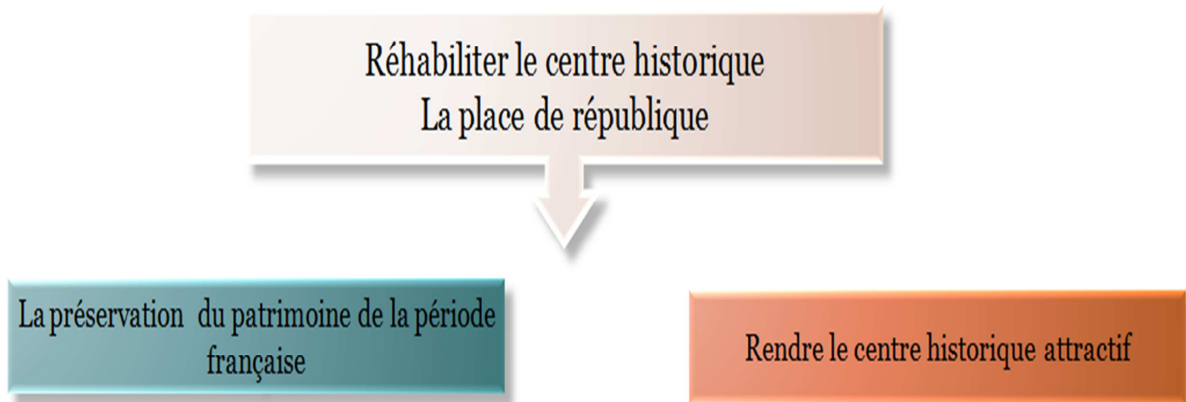 Réhabiliter le centre historique
La place de république
La préservation du patrimoine de la période
française
Rendre le centre historique attractif